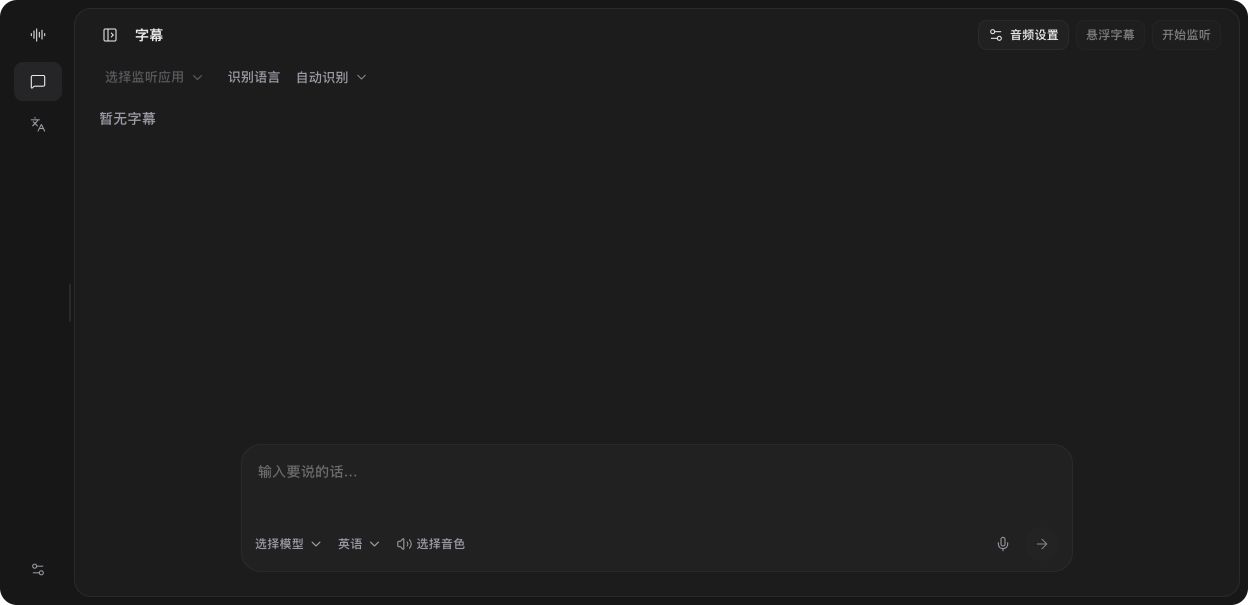 字幕 音频设置 悬浮字幕 开始监听
选择监听应用 识别语言 自动识别
暂无字幕
输入要说的话...
选择模型 英语 选择音色